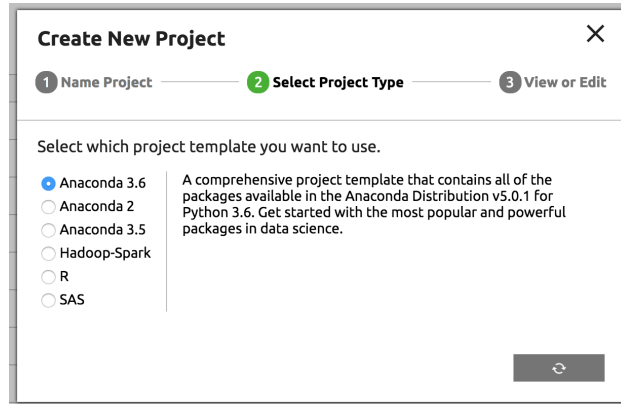 Create New Project
1 Name Project 2 Select Project Type 3 View or Edit
Select which project template you want to use.
Anaconda 3.6
Anaconda 2
Anaconda 3.5
Hadoop-Spark
R
SAS
A comprehensive project template that contains all of the
packages available in the Anaconda Distribution v5.0.1 for
Python 3.6. Get started with the most popular and powerful
packages in data science.